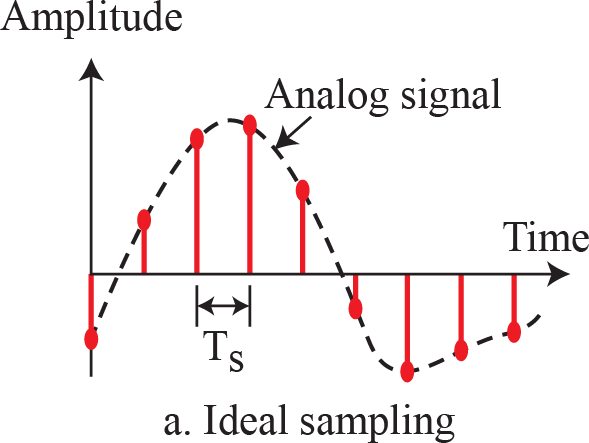 Amplitude
Analog signal
Time
Ts
a. Ideal sampling